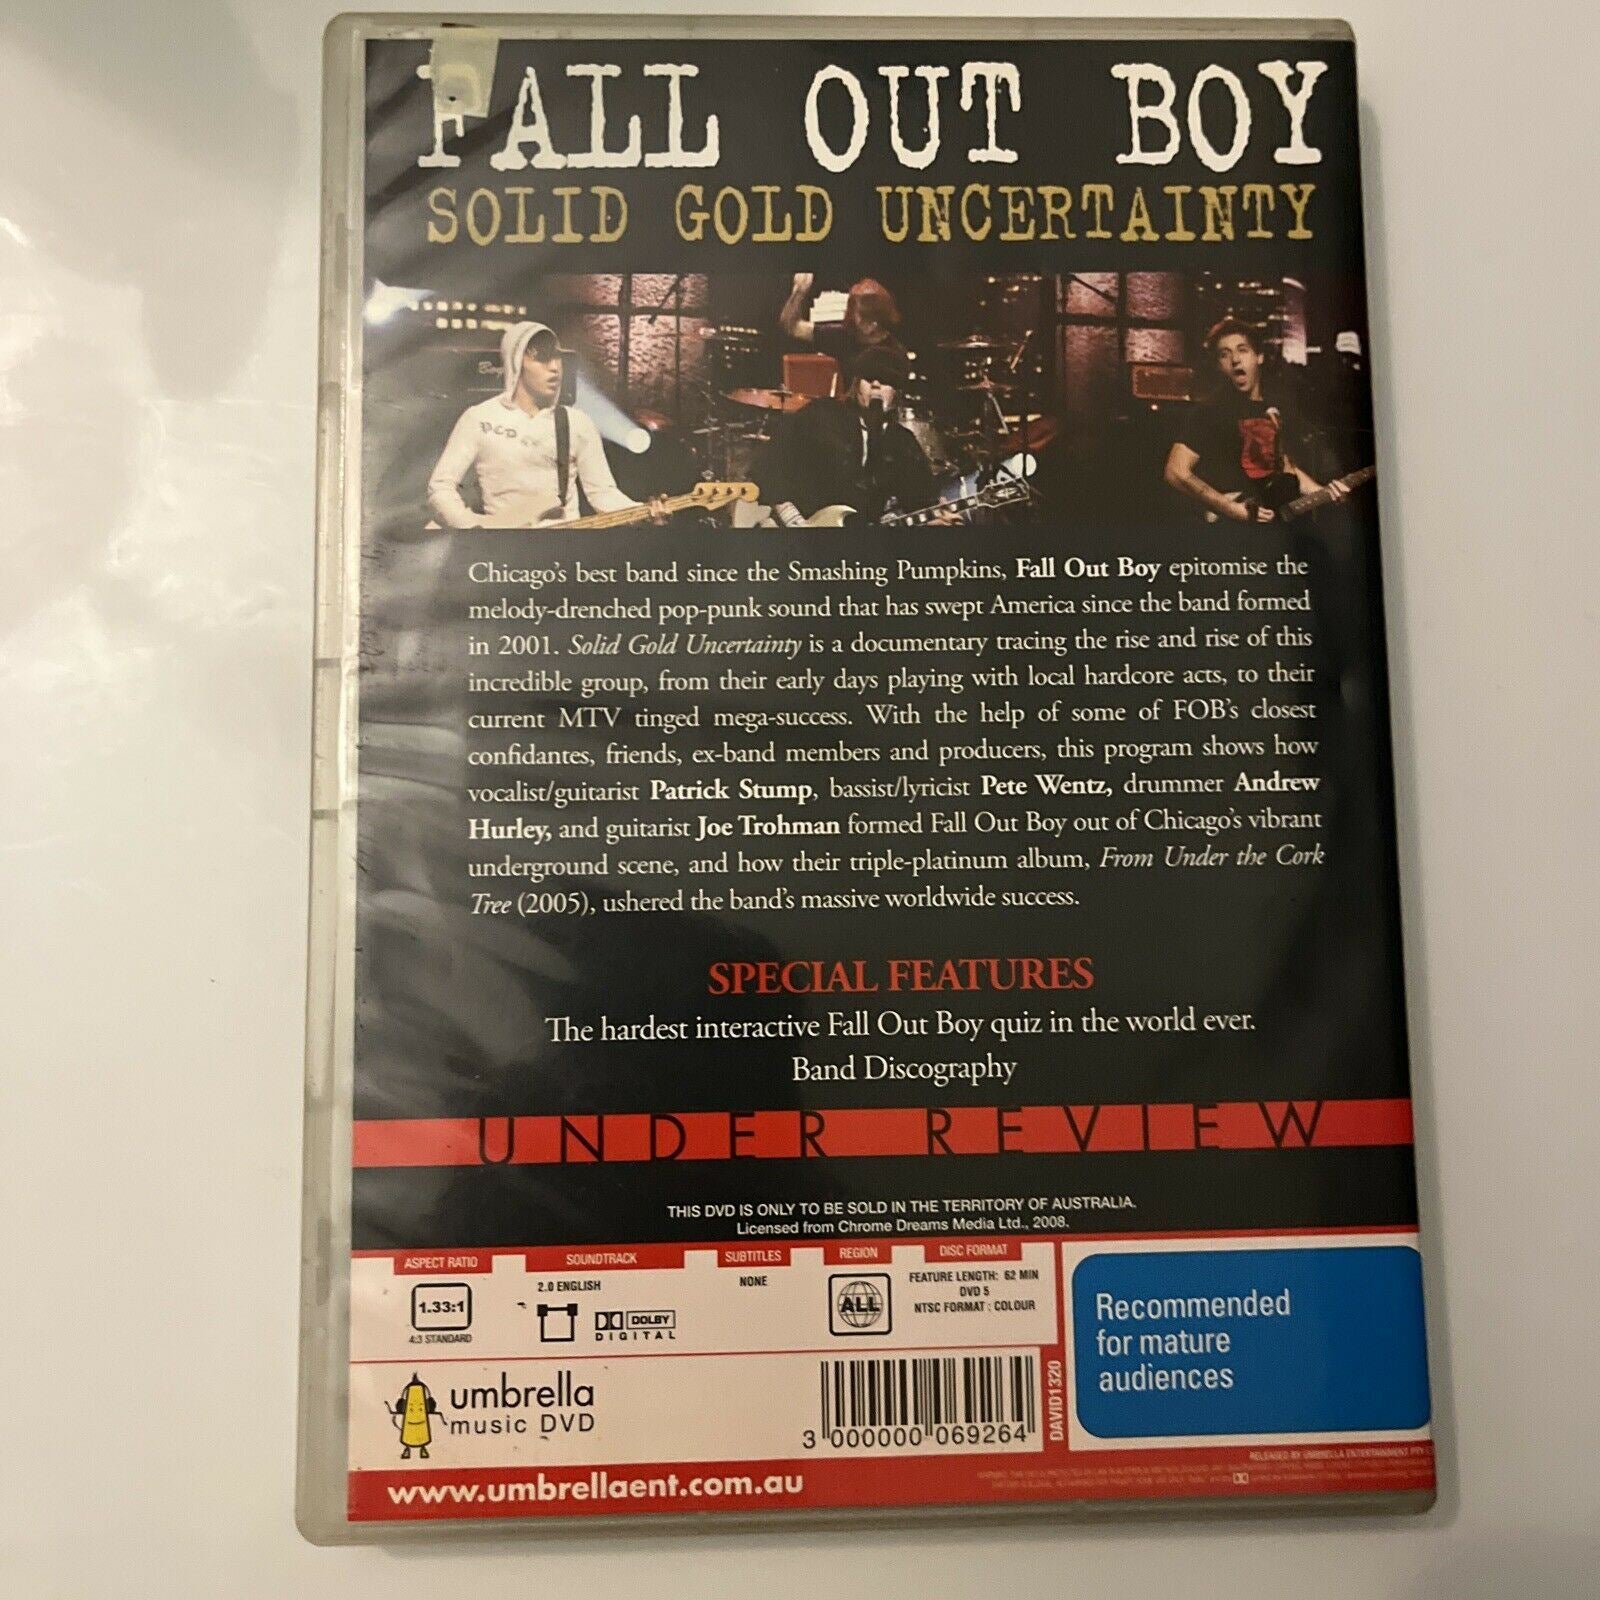 FALL OUT BOY
SOLID GOLD UNCERTAINTY
Chicago's best band since the Smashing Pumpkins, Fall Out Boy epitomise the
melody-drenched pop-punk sound that has swept America since the band formed
in 2001. Solid Gold Uncertainty is a documentary tracing the rise and rise of this
incredible group, from their early days playing with local hardcore acts, to their
current MTV tinged mega-success. With the help of some of FOB's closest
confidantes, friends, ex-band members and producers, this program shows how
vocalist/guitarist Patrick Stump, bassist/lyricist Pete Wentz, drummer Andrew
Hurley, and guitarist Joe Trohman formed Fall Out Boy out of Chicago's vibrant
underground scene, and how their triple-platinum album, From Under the Cork
Tree (2005), ushered the band's massive worldwide success.
SPECIAL FEATURES
The hardest interactive Fall Out Boy quiz in the world ever.
Band Discography
UNDER REVIEW
THIS DVD IS ONLY TO BE SOLD IN THE TERRITORY OF AUSTRALIA.
Licensed from Chrome Dreams Media Ltd., 2008.
ASPECT RATIO SOUNDTRACK SUBTITLES REGION DISC FORMAT
1.33:1
4:3 STANDARD
2.0 ENGLISH
DOLBY
DIGITAL
NONE
ALL
FEATURE LENGTH: 62 MIN
DVD 5
NTSC FORMAT : COLOUR
Recommended
for mature
audiences
umbrella
music DVD
3 000000 069264
DAVID1320
www.umbrellaent.com.au
RELEASED BY UMBRELLA ENTERTAINMENT